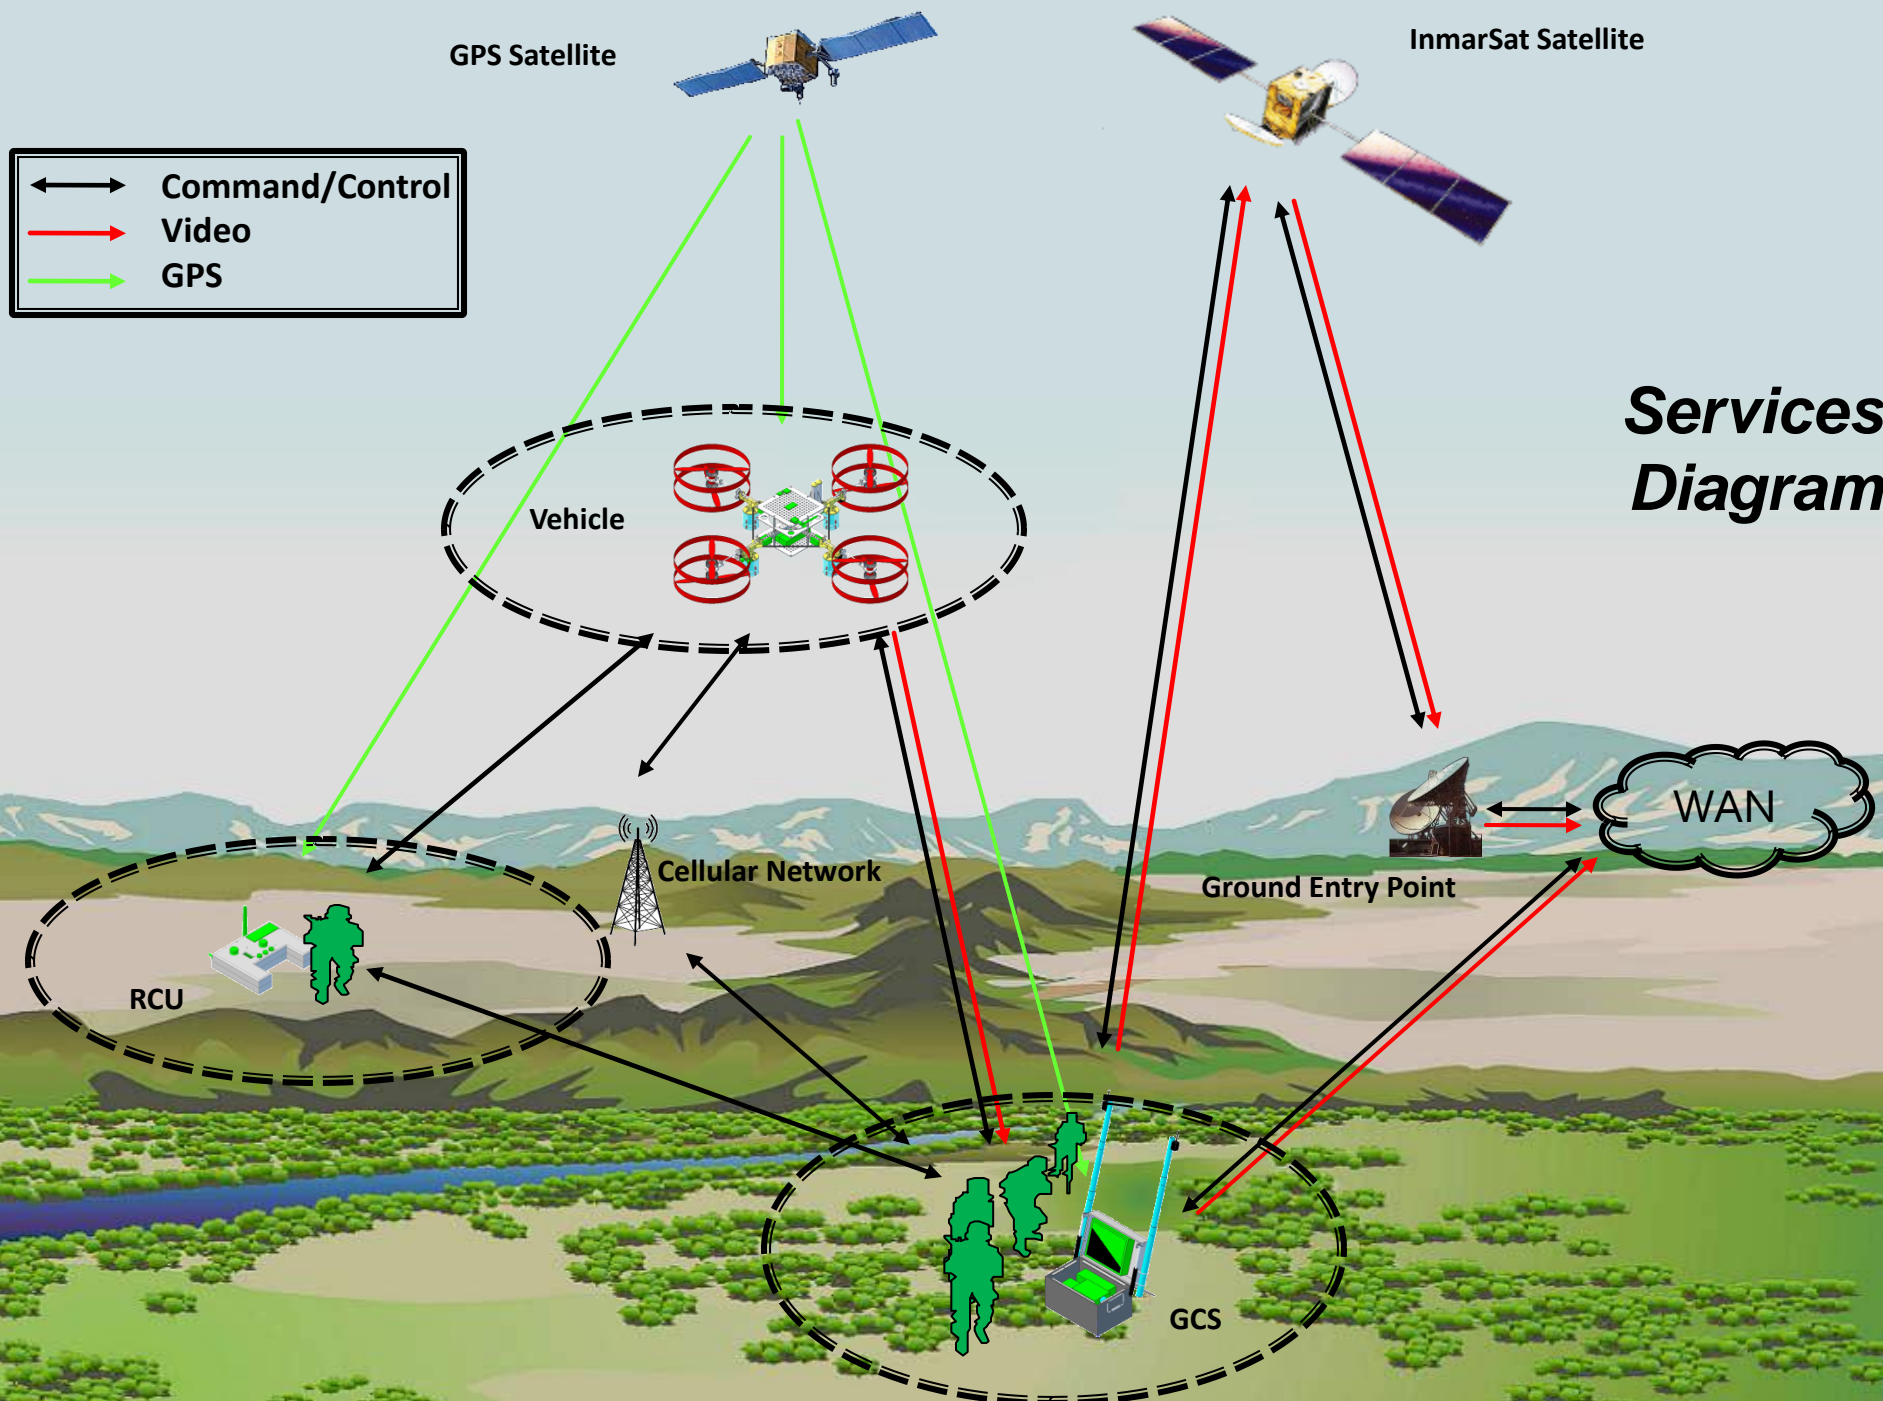 GPS Satellite
InmarSat Satellite
Command/Control
Video
GPS
Services
Diagram
Vehicle
WAN
Cellular Network
Ground Entry Point
RCU
GCS